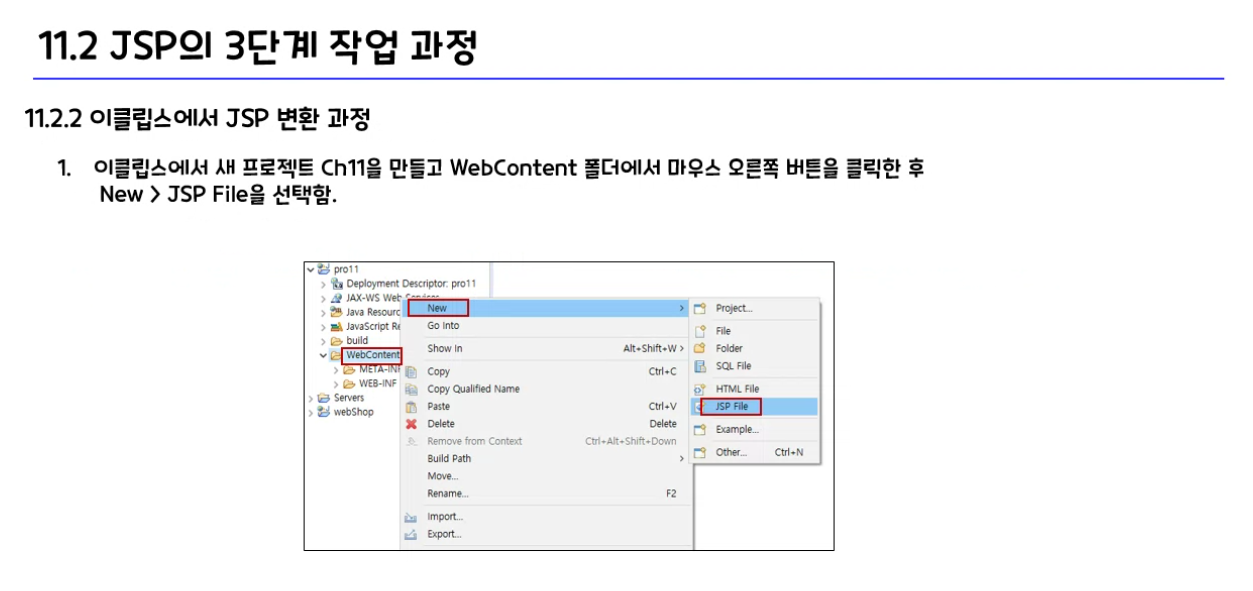 11.2 JSP의 3단계 작업 과정
11.2.2 이클립스에서 JSP 변환 과정
1. 이클립스에서 새 프로젝트 Ch11을 만들고 WebContent 폴더에서 마우스 오른쪽 버튼을 클릭한 후
New > JSP File을 선택함.
pro11
Deployment Descriptor: pro11
JAX-WS Web Services
Java Resourc
JavaScript Re
build
WebContent
META-IN
WEB-INF
Servers
webShop
New
Go Into
Show In Alt+Shift+W >
Copy Ctrl+C
Copy Qualified Name
Paste Ctrl+V
Delete Delete
Remove from Context Ctrl+Alt+Shift+Down
Build Path
Move...
Rename... F2
Import...
Export...
Project...
File
Folder
SQL File
HTML File
JSP File
Example...
Other... Ctrl+N